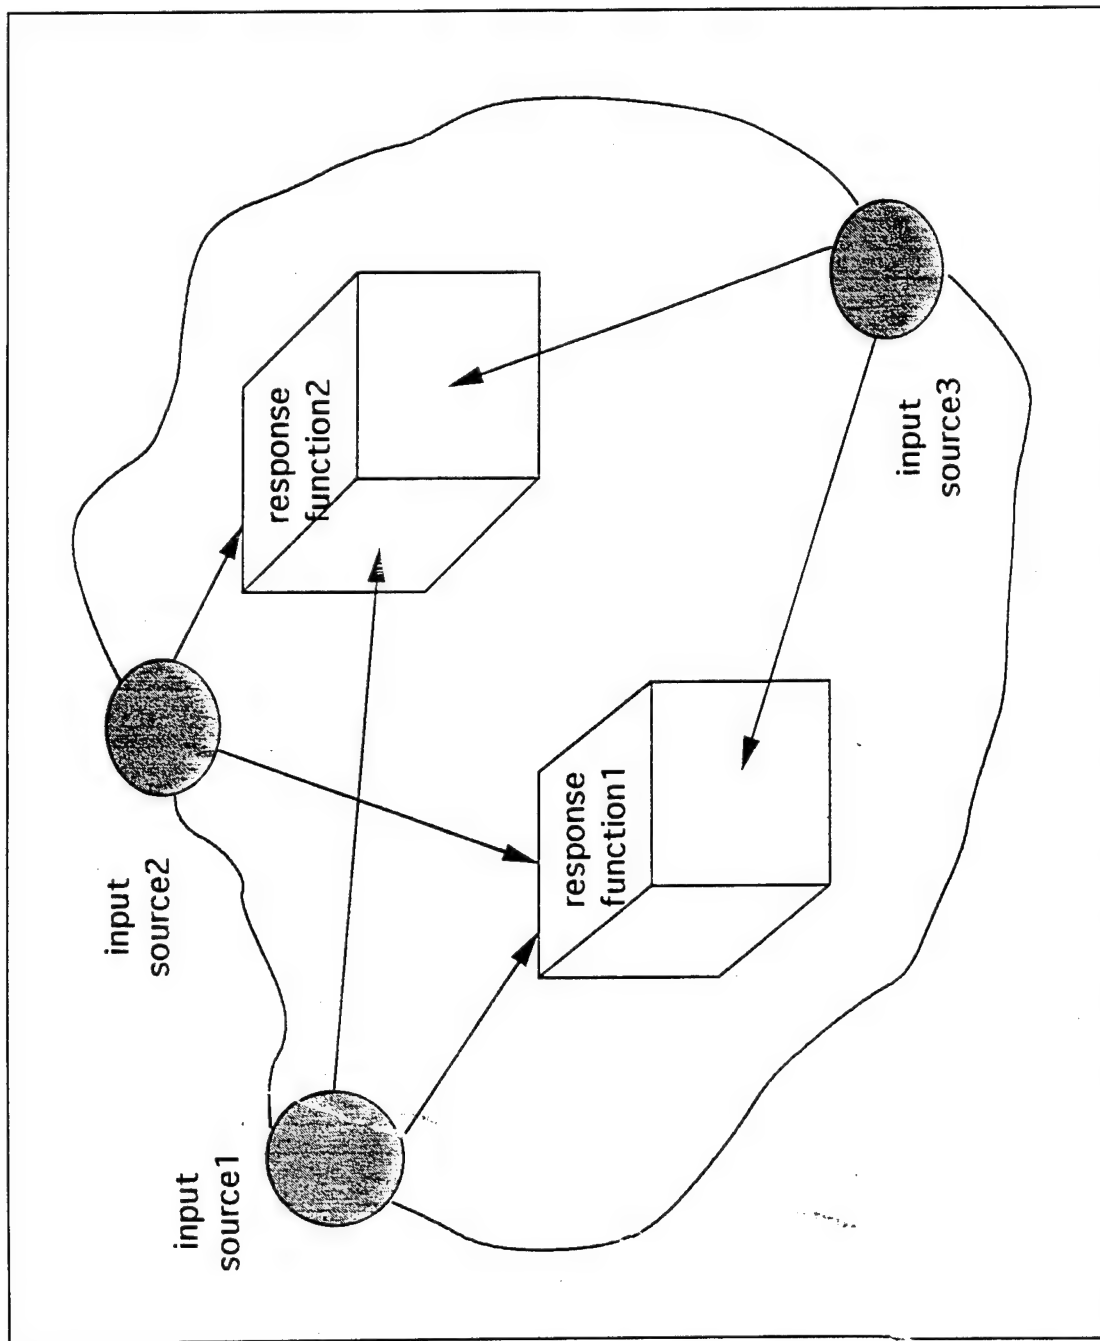 input
source1
input
source2
response
function1
response
function2
input
source3